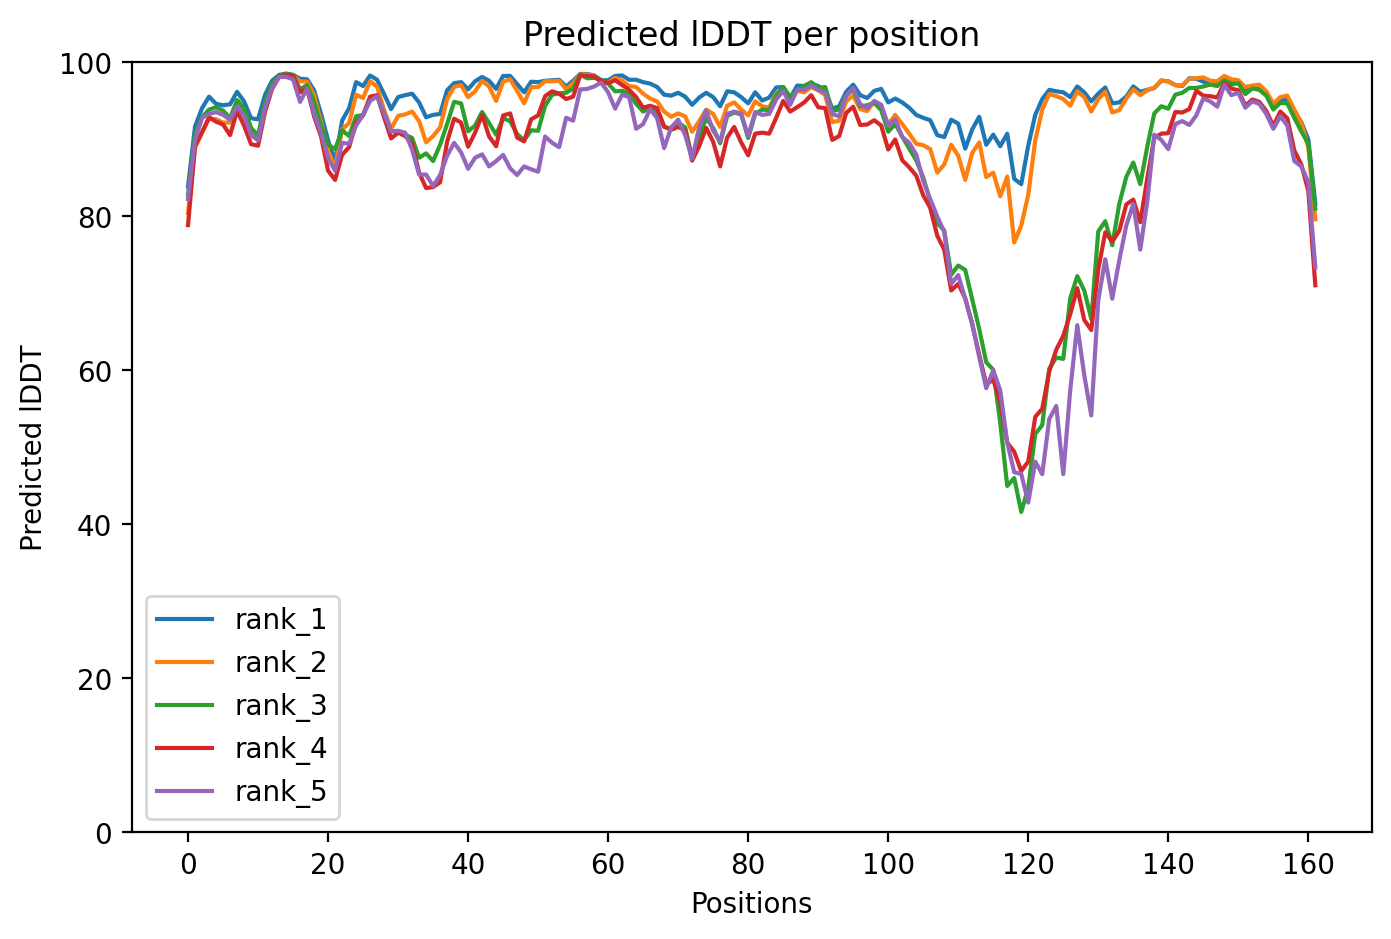 Predicted lDDT per position
Predicted lDDT
100
80
60
40
20
0
rank_1
rank_2
rank_3
rank_4
rank_5
0 20 40 60 80 100 120 140 160
Positions